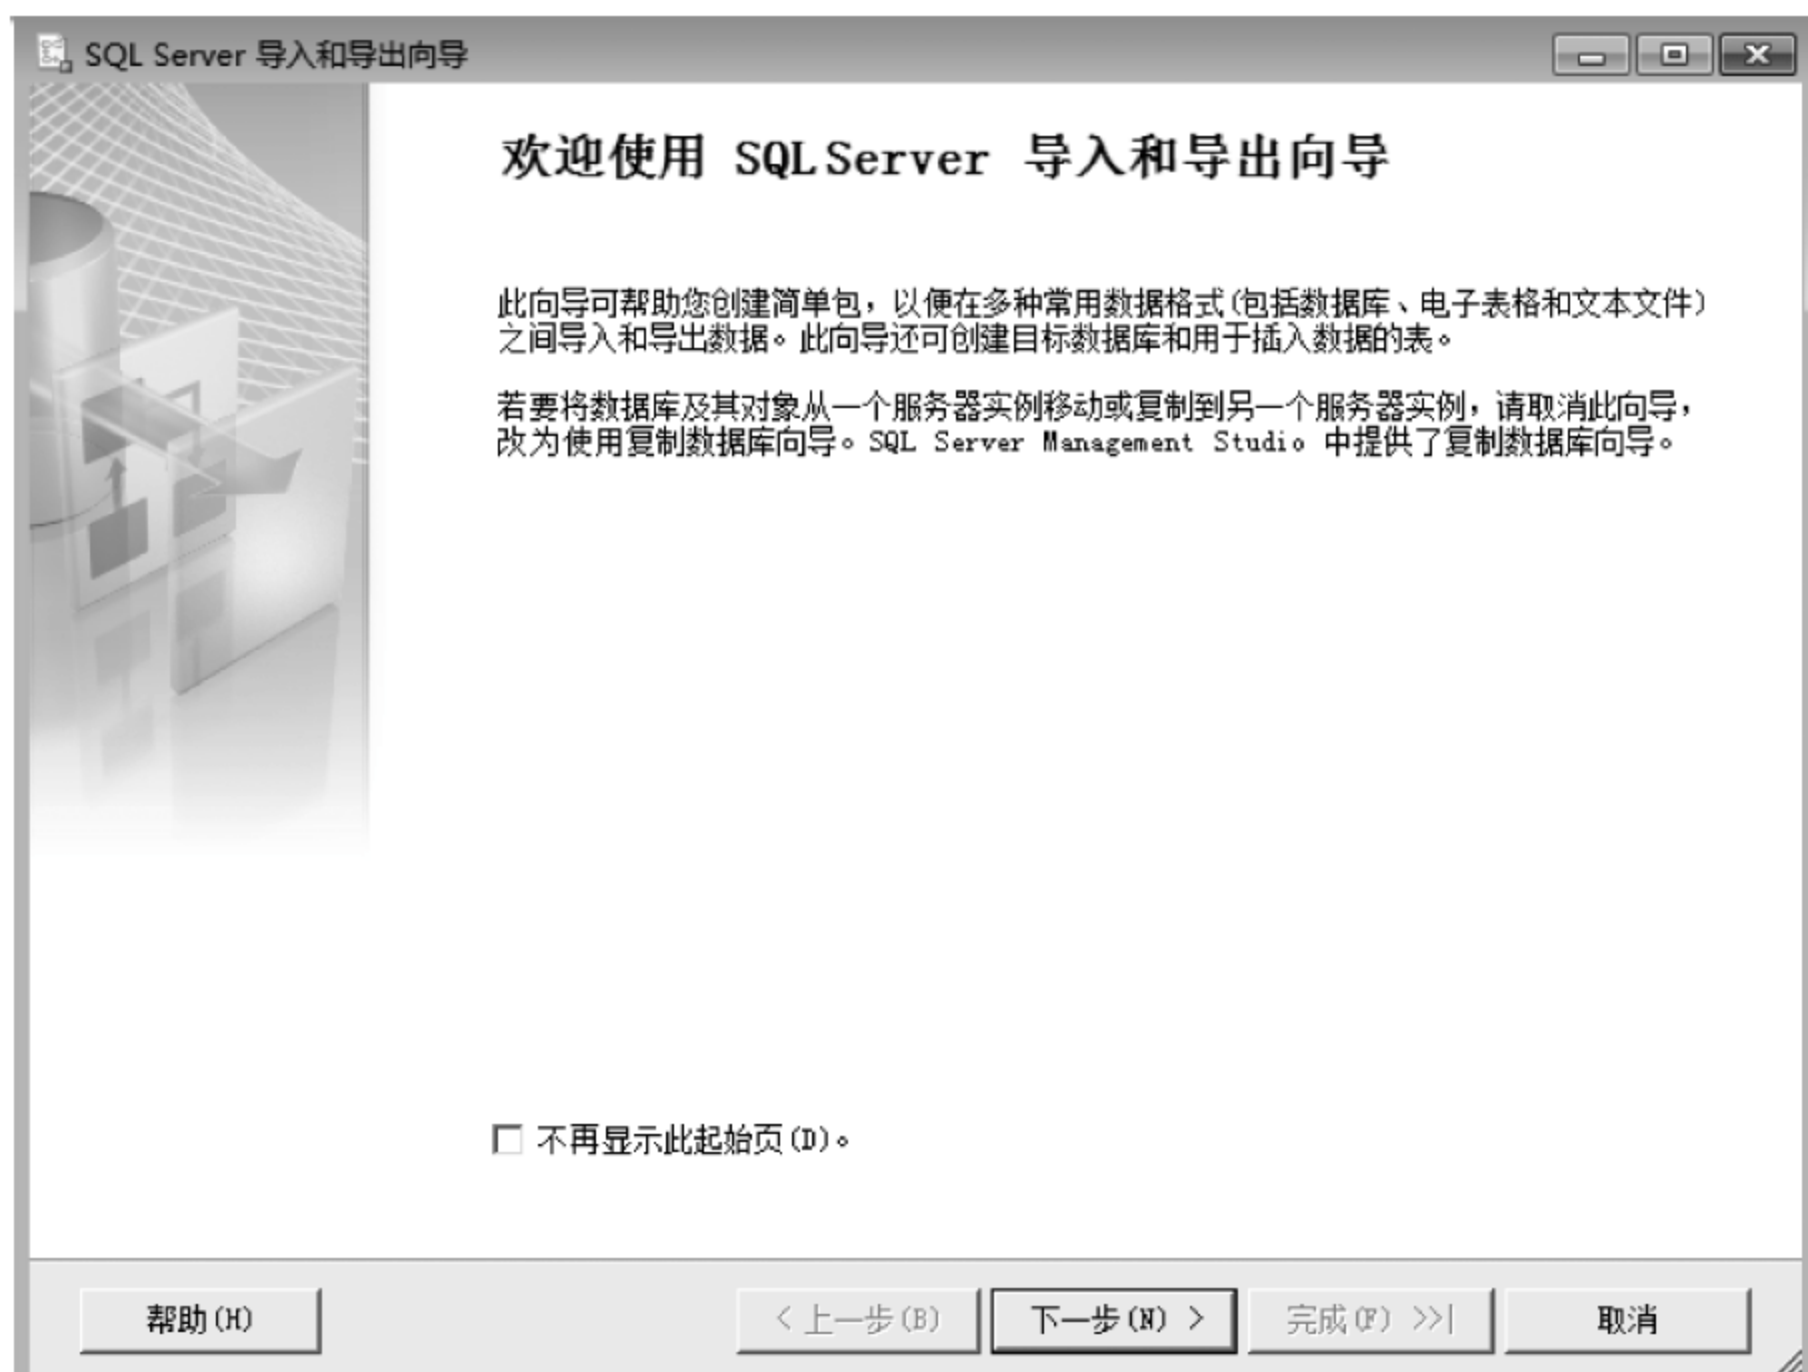 SQL Server 导入和导出向导
欢迎使用 SQL Server 导入和导出向导
此向导可帮助您创建简单包，以便在多种常用数据格式(包括数据库、电子表格和文本文件)
之间导入和导出数据。此向导还可创建目标数据库和用于插入数据的表。
若要将数据库及其对象从一个服务器实例移动或复制到另一个服务器实例，请取消此向导，
改为使用复制数据库向导。SQL Server Management Studio 中提供了复制数据库向导。
不再显示此起始页(D)。
帮助(H)
< 上一步(B)
下一步(N) >
完成(F) >>|
取消